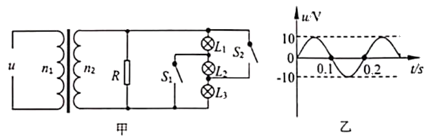 u
n₁
n₂
R
S₁
L₁
L₂
L₃
S₂
甲
u/V
10
0
-10
0.1
0.2
t/s
乙